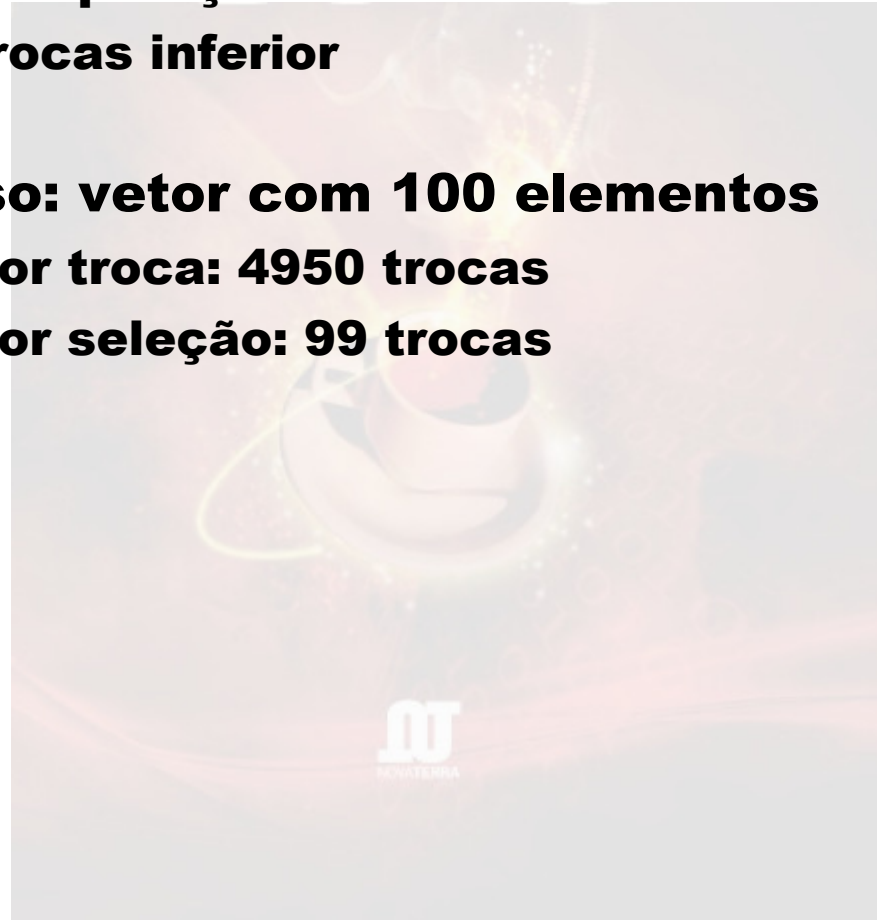 rocas inferior
so: vetor com 100 elementos
or troca: 4950 trocas
or seleção: 99 trocas
NOVATERRA